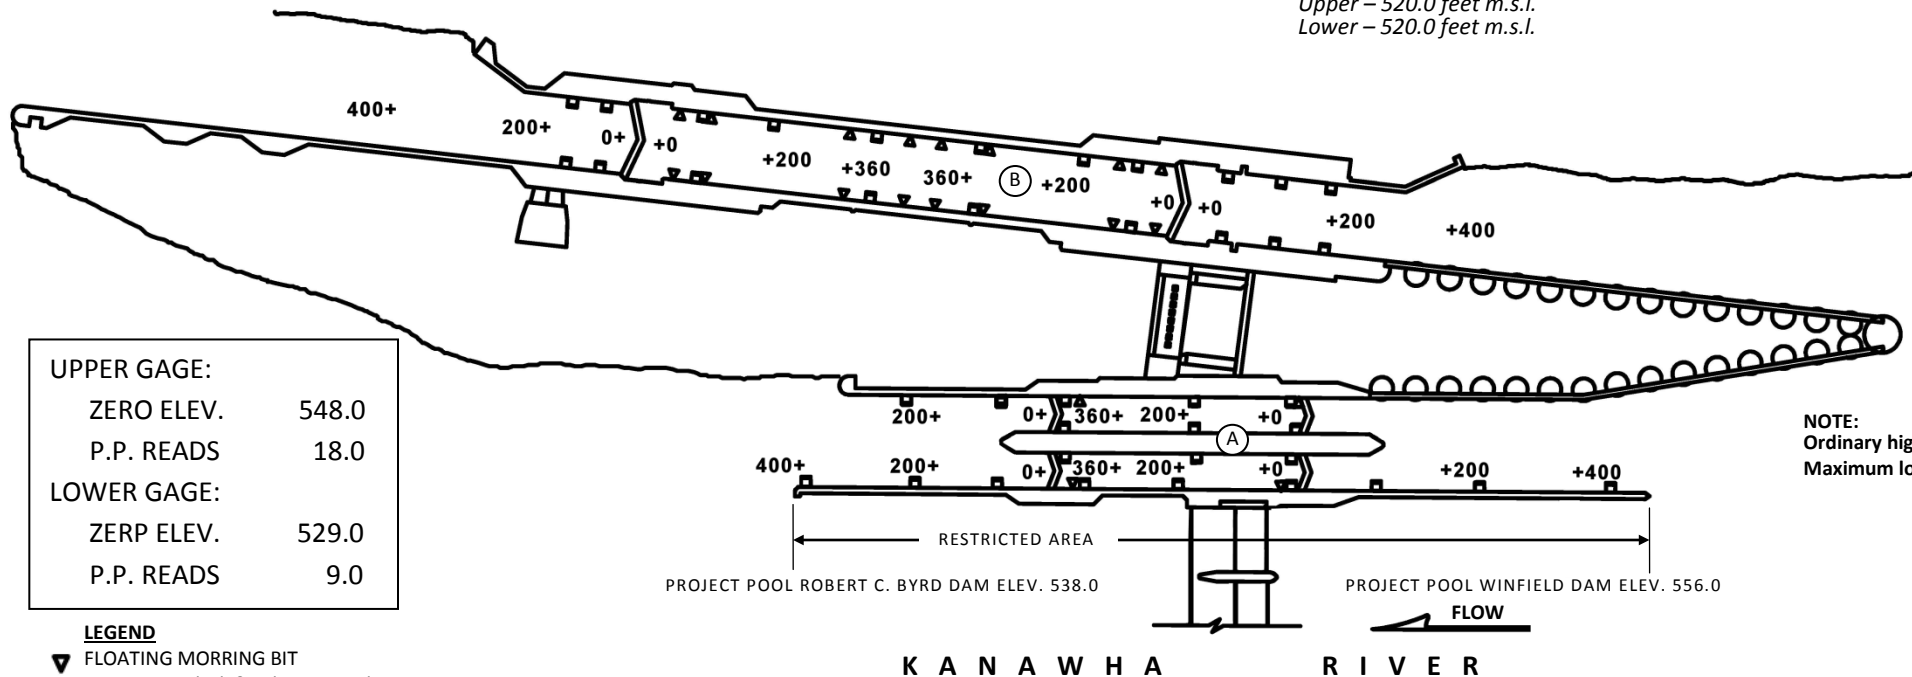 Upper – 520.0 feet m.s.l.
Lower – 520.0 feet m.s.l.
400+
200+
0+
+0
+200
+360
360+
B
+200
+0
+0
+200
+400
UPPER GAGE:
ZERO ELEV. 548.0
P.P. READS 18.0
LOWER GAGE:
ZERP ELEV. 529.0
P.P. READS 9.0
200+
0+
360+
200+
+0
A
400+
200+
0+
360+
200+
+0
+200
+400
NOTE:
Ordinary hig
Maximum lo
RESTRICTED AREA
PROJECT POOL ROBERT C. BYRD DAM ELEV. 538.0
PROJECT POOL WINFIELD DAM ELEV. 556.0
FLOW
LEGEND
FLOATING MORRING BIT
KANAWHA RIVER